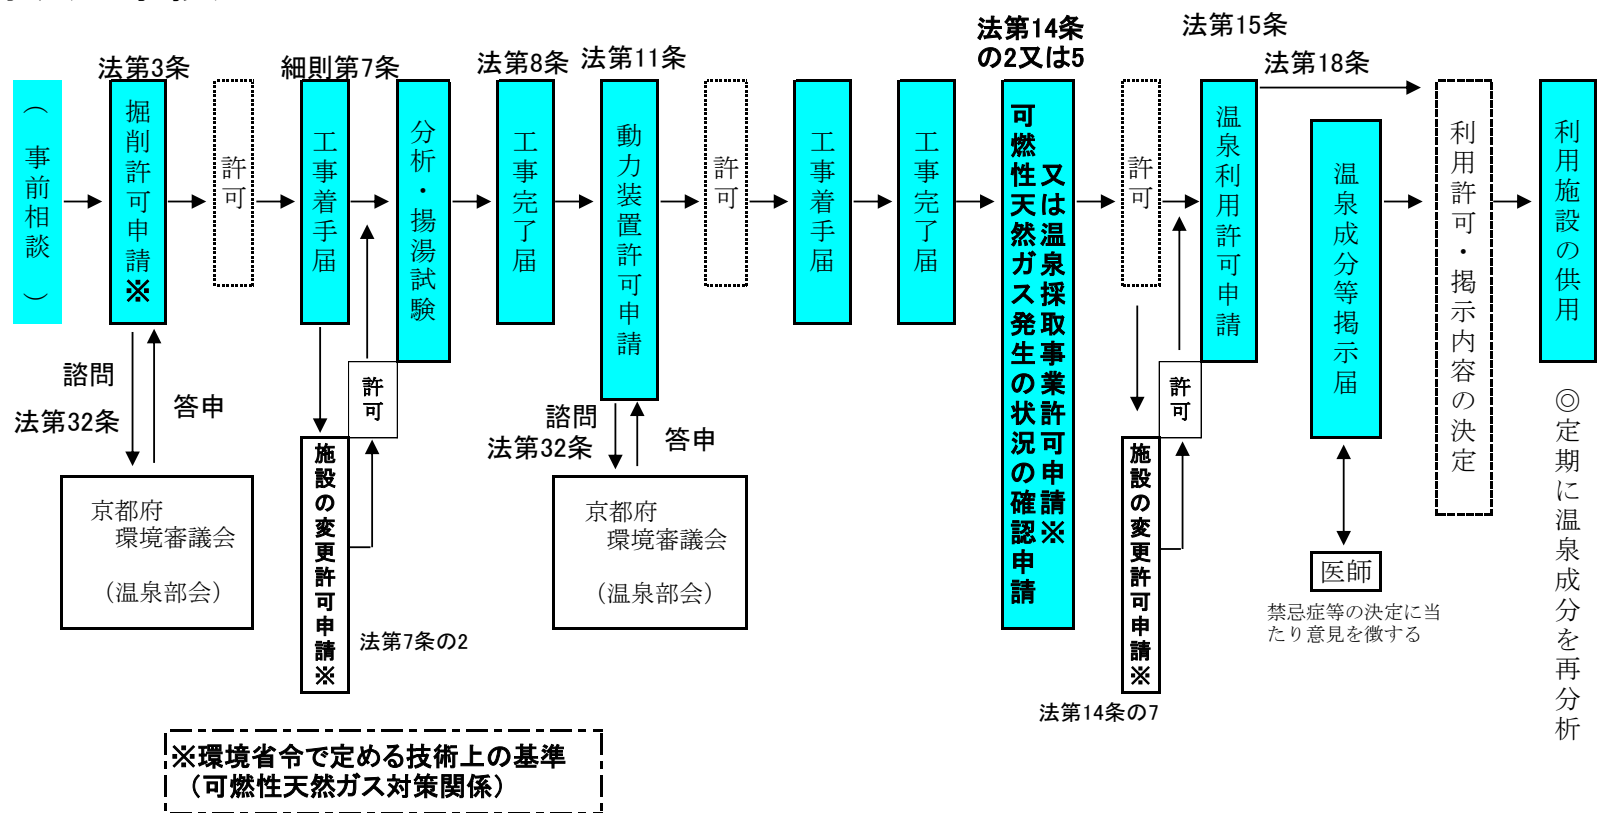 法第3条
細則第7条
法第8条
法第11条
法第14条
の2又は5
法第15条
法第18条
（事前相談）
掘削許可申請※
許可
工事着手届
分析・揚湯試験
工事完了届
動力装置許可申請
許可
工事着手届
工事完了届
可燃性天然ガス発生の状況の確認申請
又は温泉採取事業許可申請※
許可
温泉利用許可申請
温泉成分等掲示届
利用許可・掲示内容の決定
利用施設の供用
諮問
法第32条
答申
京都府
環境審議会
（温泉部会）
許可
施設の変更許可申請※
法第7条の2
諮問
法第32条
答申
京都府
環境審議会
（温泉部会）
許可
施設の変更許可申請※
法第14条の7
医師
禁忌症等の決定に当
たり意見を徴する
◎定期に温泉成分を再分析
※環境省令で定める技術上の基準
（可燃性天然ガス対策関係）